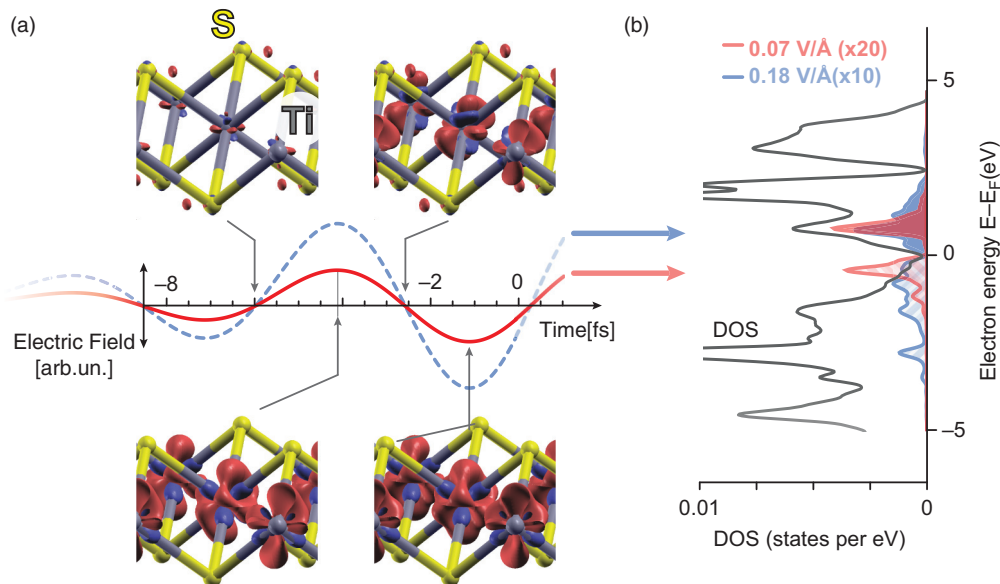 (a)
S
Ti
–8
–2
0
Electric Field
[arb.un.]
Time[fs]
(b)
0.07 V/Å (x20)
0.18 V/Å(x10)
5
0
–5
Electron energy E–E_F(eV)
DOS
0.01
0
DOS (states per eV)